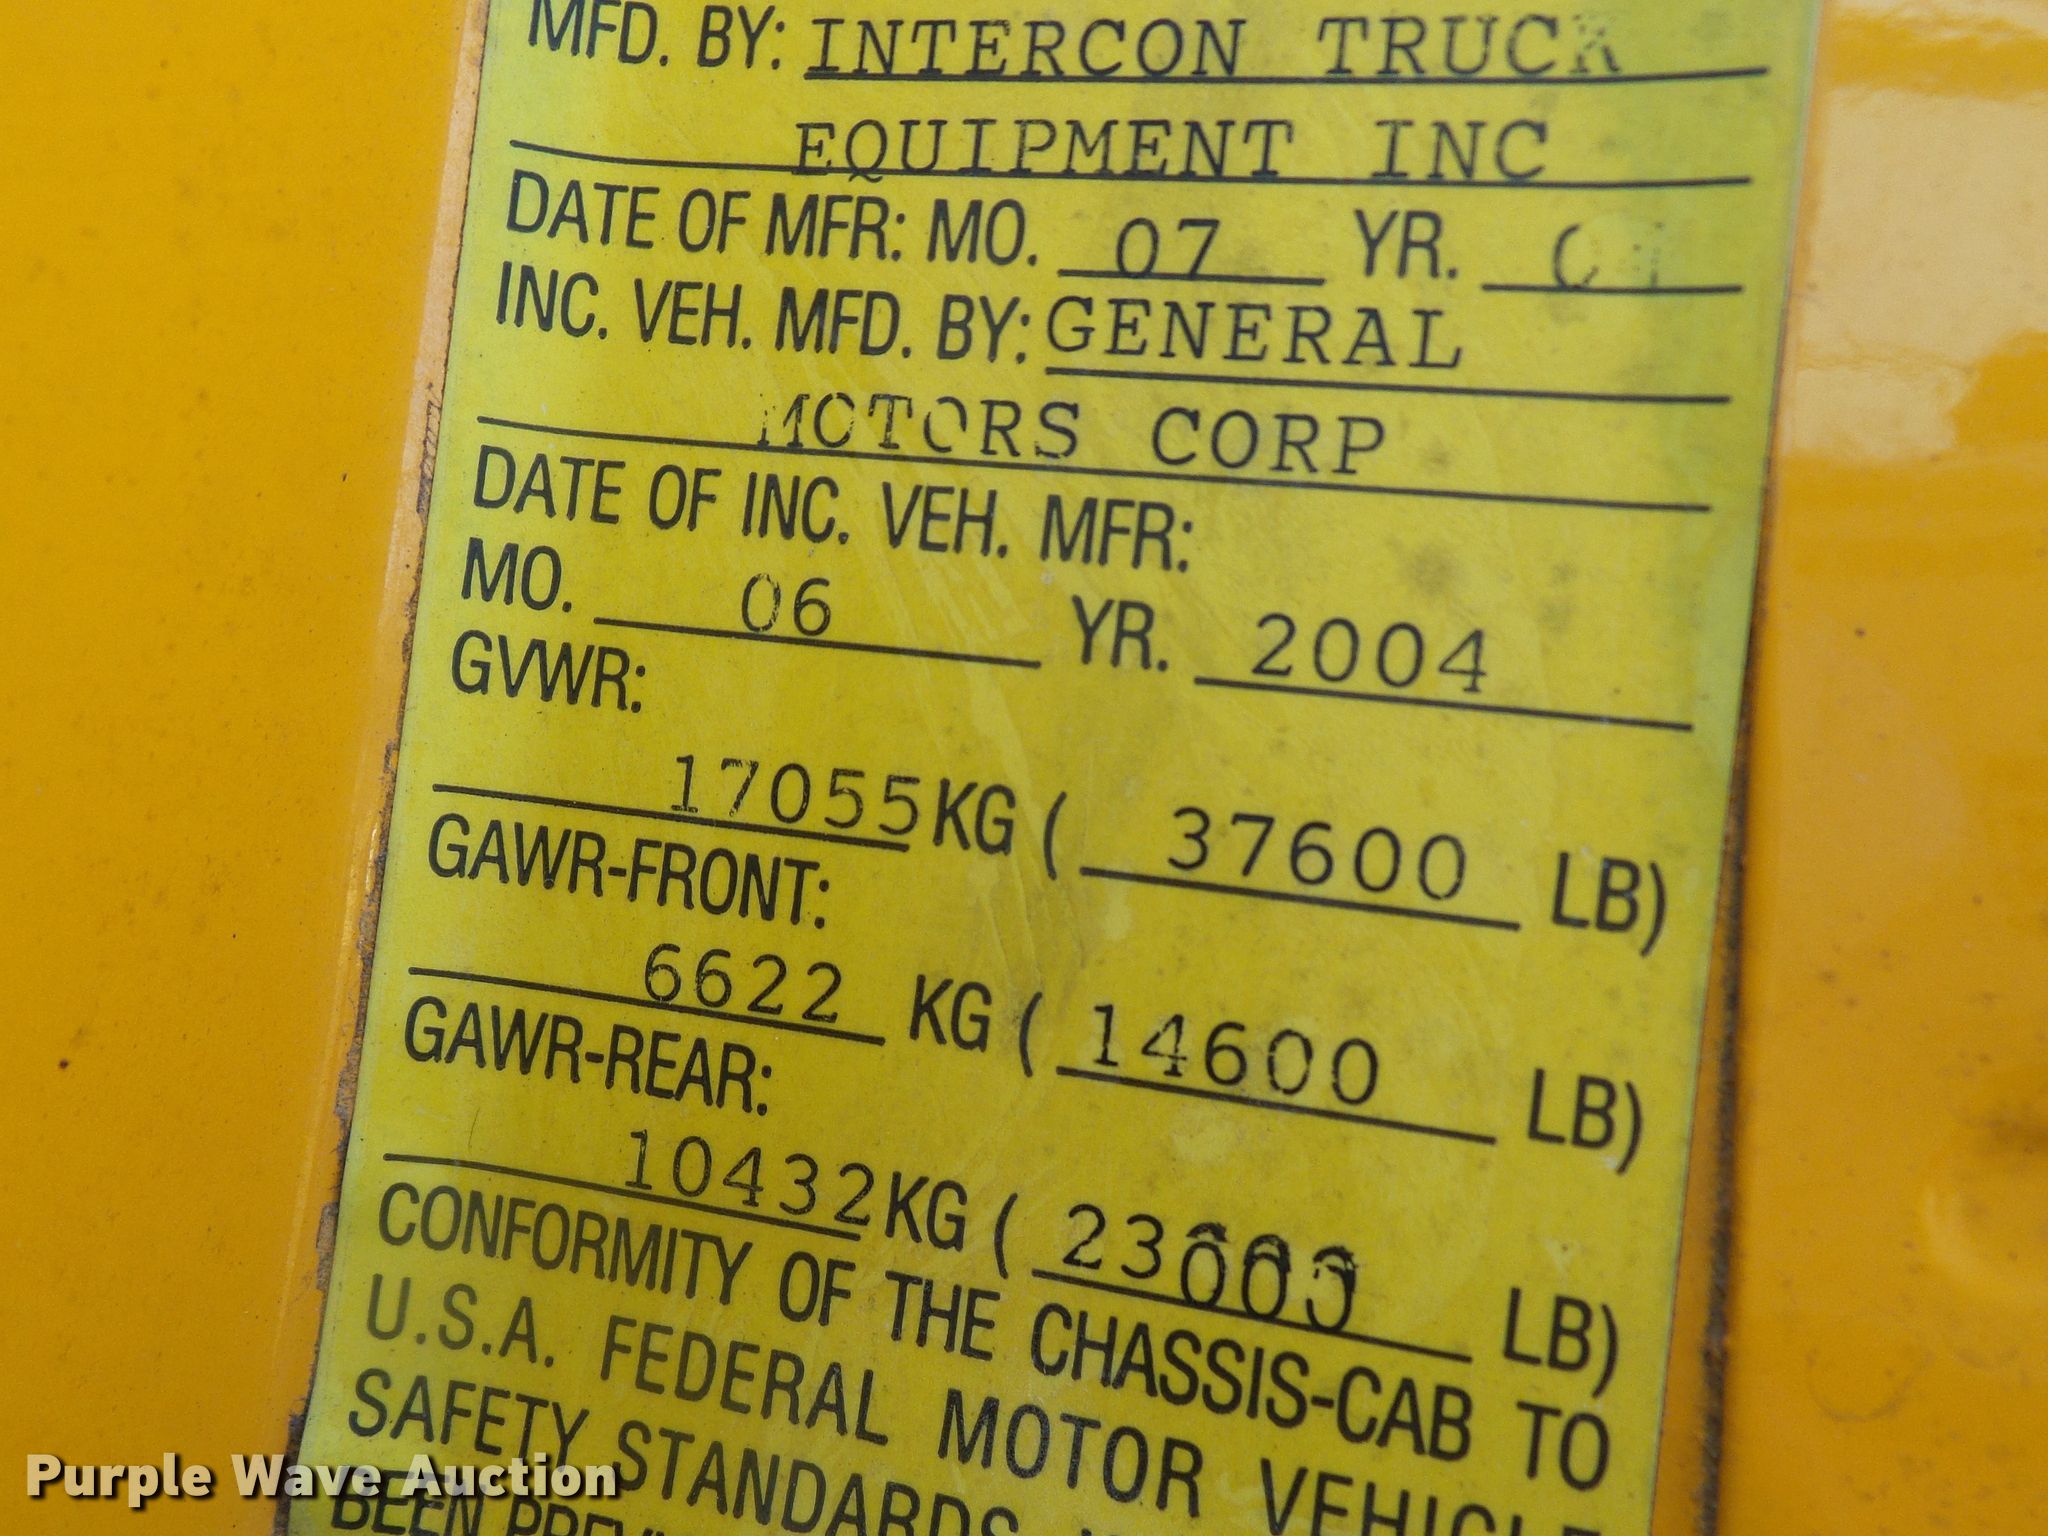 MFD. BY: INTERCON TRUCK
EQUIPMENT INC
DATE OF MFR: MO. 07 YR.
INC. VEH. MFD. BY: GENERAL
MOTORS CORP
DATE OF INC. VEH. MFR:
MO. 06 YR. 2004
GVWR:
17055 KG ( 37600 LB)
GAWR-FRONT:
6622 KG ( 14600 LB)
GAWR-REAR:
10432 KG ( 23000 LB)
CONFORMITY OF THE CHASSIS-CAB TO
U.S.A. FEDERAL MOTOR
SAFETY STANDARDS
BEEN
Purple Wave Auction